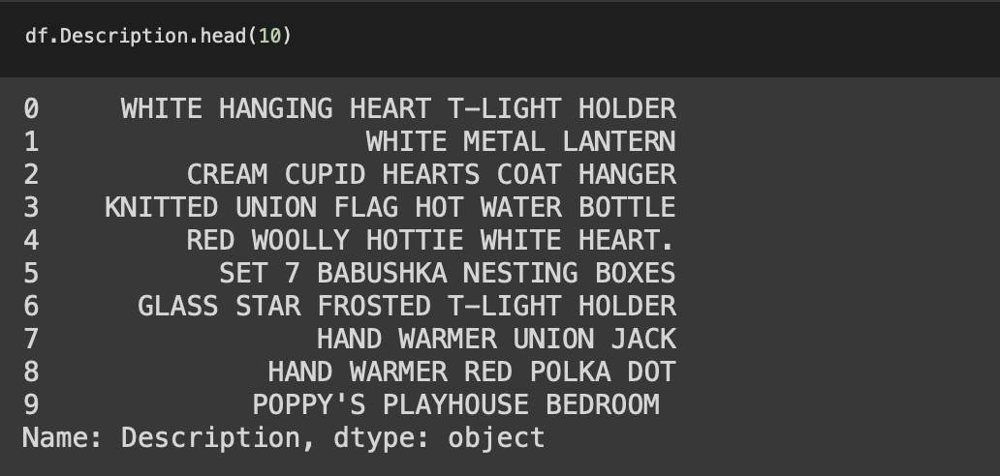 df.Description.head(10)
0 WHITE HANGING HEART T-LIGHT HOLDER
1 WHITE METAL LANTERN
2 CREAM CUPID HEARTS COAT HANGER
3 KNITTED UNION FLAG HOT WATER BOTTLE
4 RED WOOLLY HOTTIE WHITE HEART.
5 SET 7 BABUSHKA NESTING BOXES
6 GLASS STAR FROSTED T-LIGHT HOLDER
7 HAND WARMER UNION JACK
8 HAND WARMER RED POLKA DOT
9 POPPY'S PLAYHOUSE BEDROOM
Name: Description, dtype: object